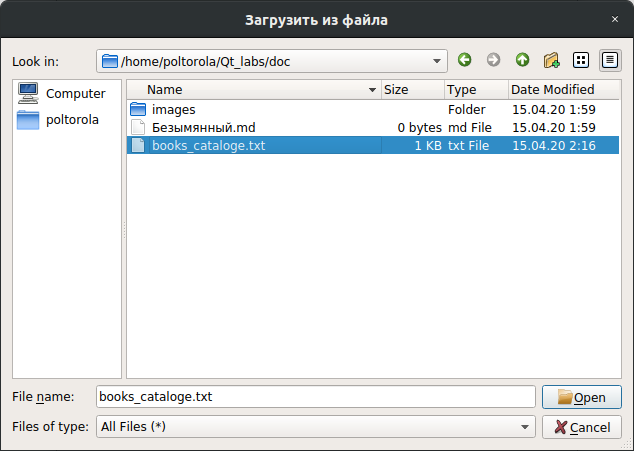 Загрузить из файла
Look in: /home/poltorola/Qt_labs/doc
Computer
poltorola
Name Size Type Date Modified
images Folder 15.04.20 1:59
Безымянный.md 0 bytes md File 15.04.20 1:59
books_cataloge.txt 1 KB txt File 15.04.20 2:16
File name: books_cataloge.txt Open
Files of type: All Files (*) Cancel